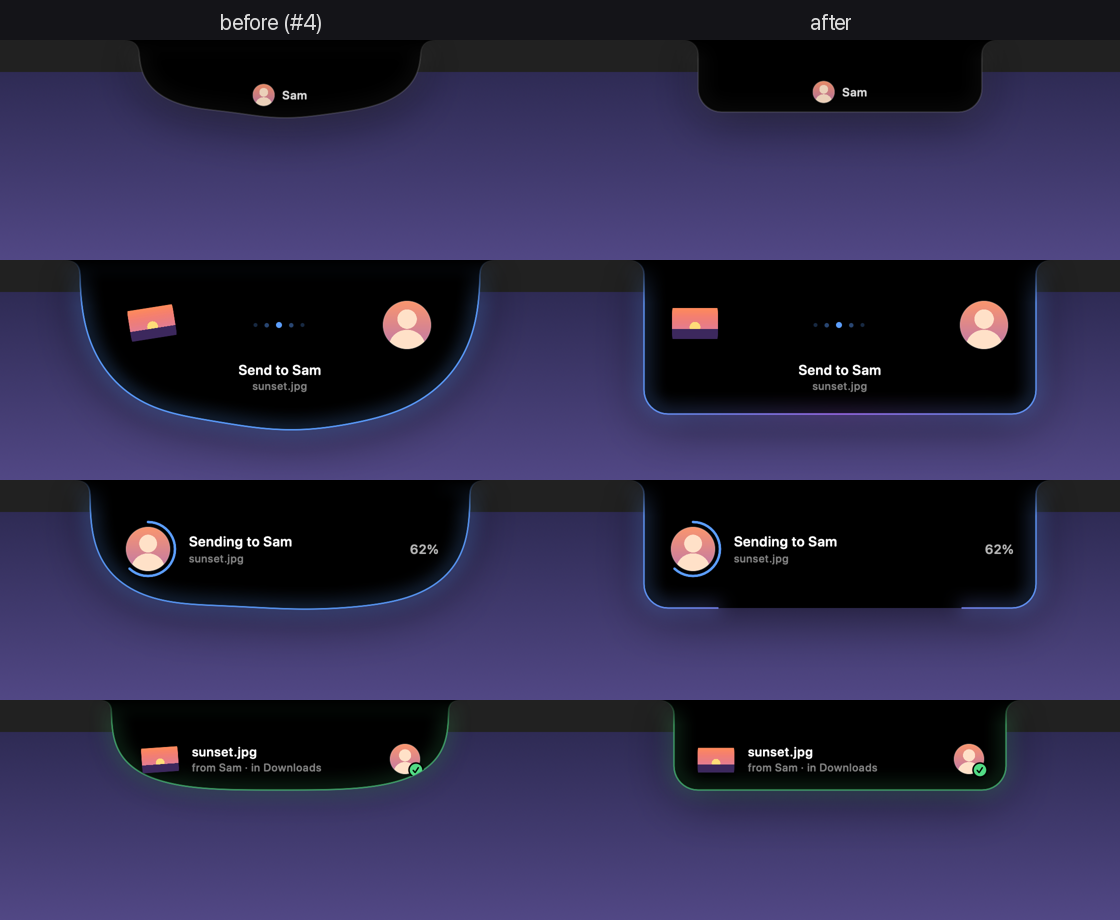 before (#4)
after
Sam
Sam
Send to Sam
sunset.jpg
Send to Sam
sunset.jpg
Sending to Sam
sunset.jpg
62%
Sending to Sam
sunset.jpg
62%
sunset.jpg
from Sam · in Downloads
sunset.jpg
from Sam · in Downloads